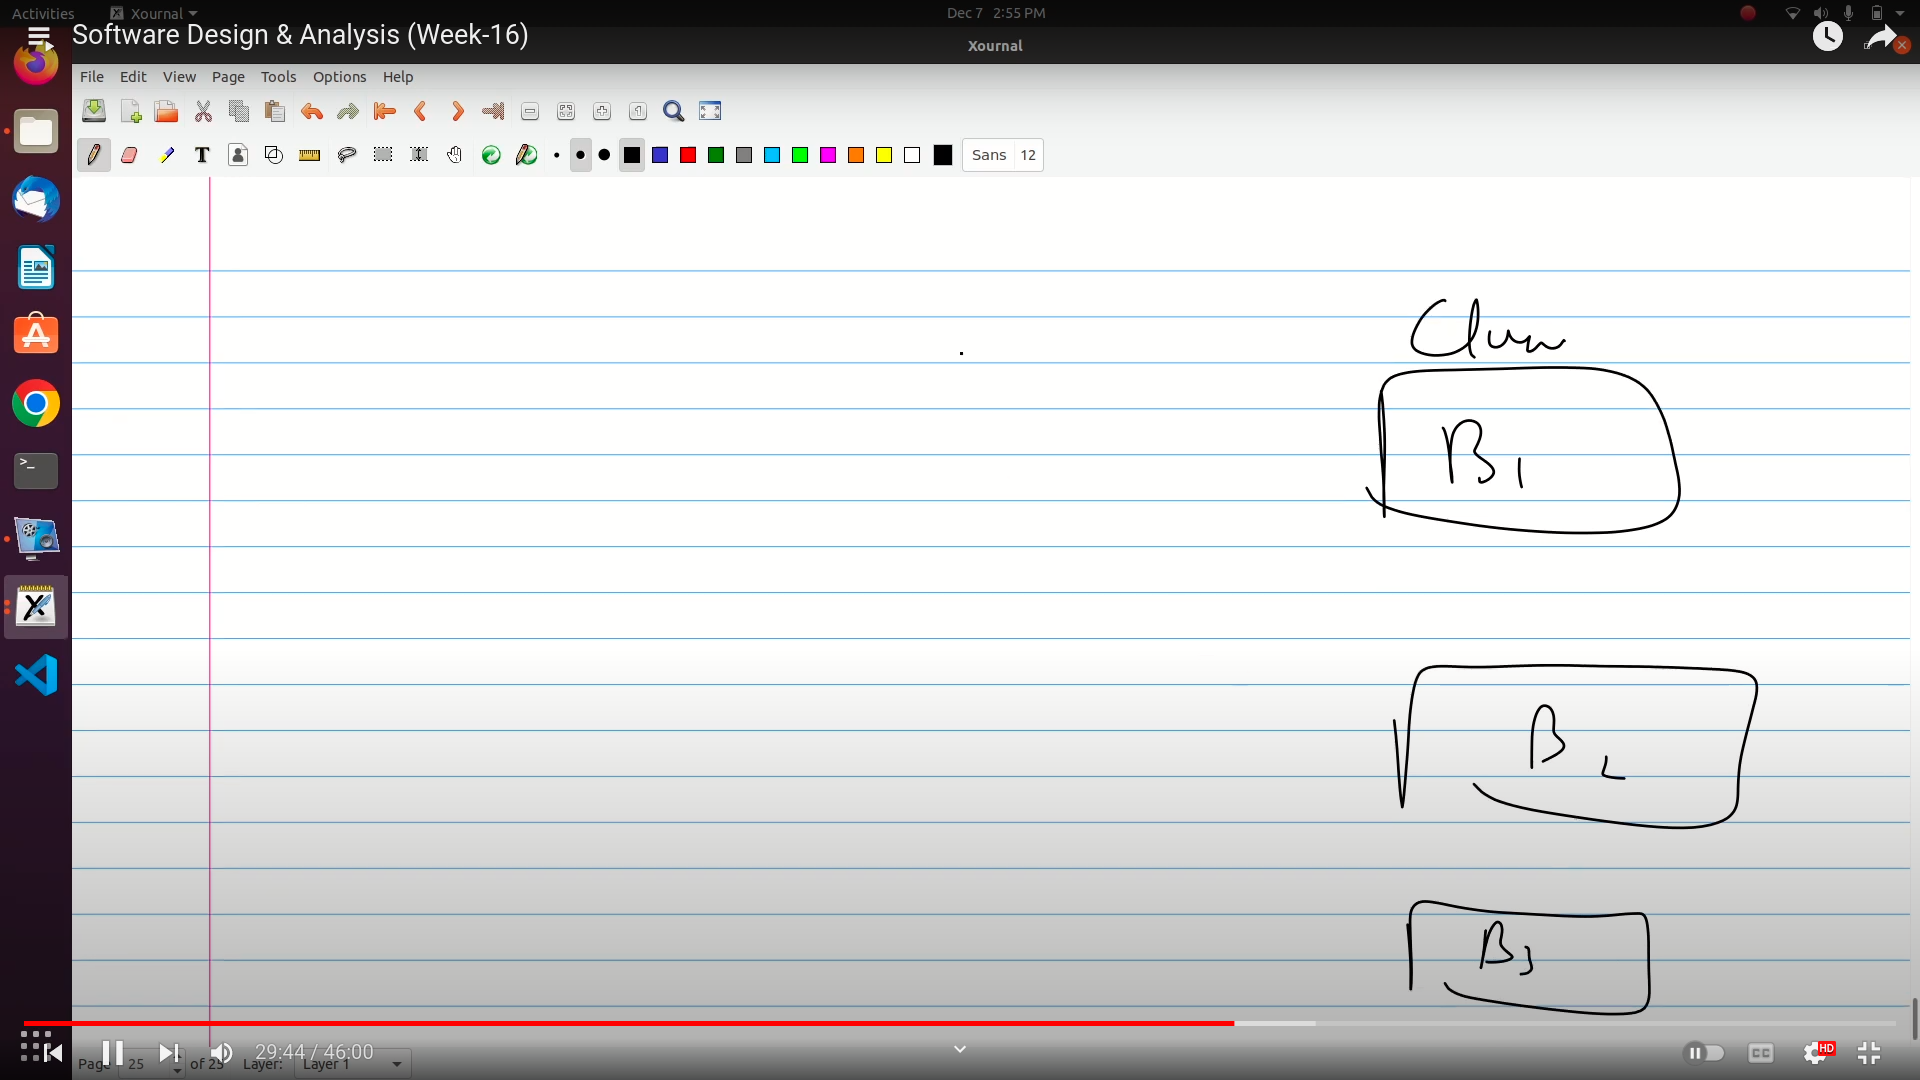 Activities Xournal Dec 7 2:55 PM
Software Design & Analysis (Week-16)
Xournal
File Edit View Page Tools Options Help
T Sans 12
B1
B2
B3
29:44 / 46:00 CC HD
Page 25 of 25 Layer: Layer 1